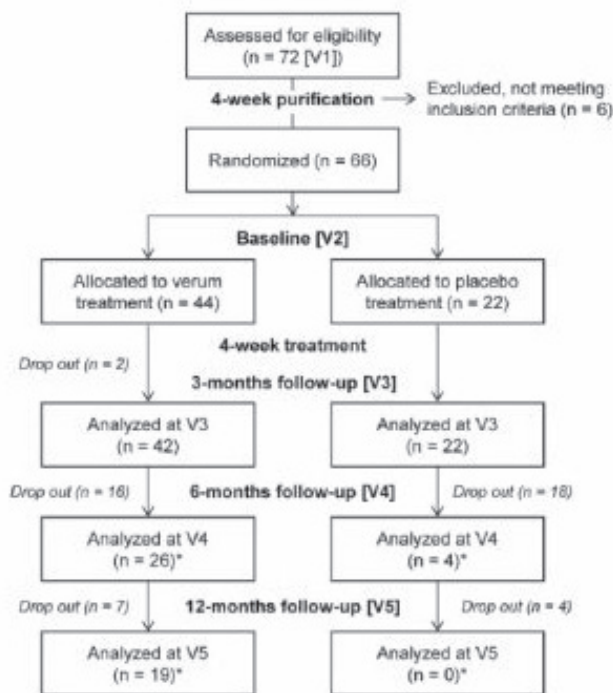 Assessed for eligibility
(n = 72 [V1])
4-week purification
Excluded, not meeting
inclusion criteria (n = 6)
Randomized (n = 66)
Baseline [V2]
Allocated to verum
treatment (n = 44)
Allocated to placebo
treatment (n = 22)
4-week treatment
Drop out (n = 2)
3-months follow-up [V3]
Analyzed at V3
(n = 42)
Analyzed at V3
(n = 22)
Drop out (n = 16)
6-months follow-up [V4]
Drop out (n = 18)
Analyzed at V4
(n = 26)*
Analyzed at V4
(n = 4)*
Drop out (n = 7)
12-months follow-up [V5]
Drop out (n = 4)
Analyzed at V5
(n = 19)*
Analyzed at V5
(n = 0)*